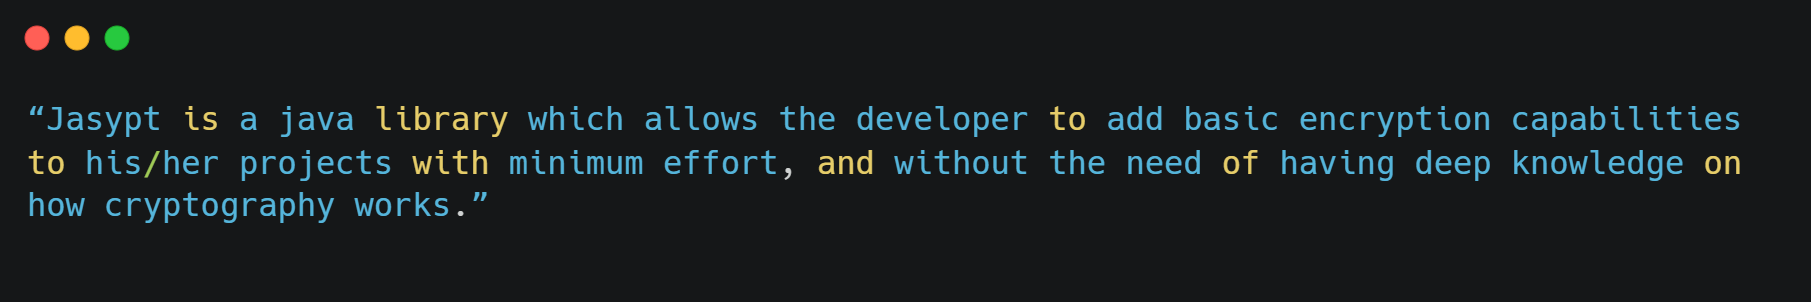 “Jasypt is a java library which allows the developer to add basic encryption capabilities
to his/her projects with minimum effort, and without the need of having deep knowledge on
how cryptography works.”